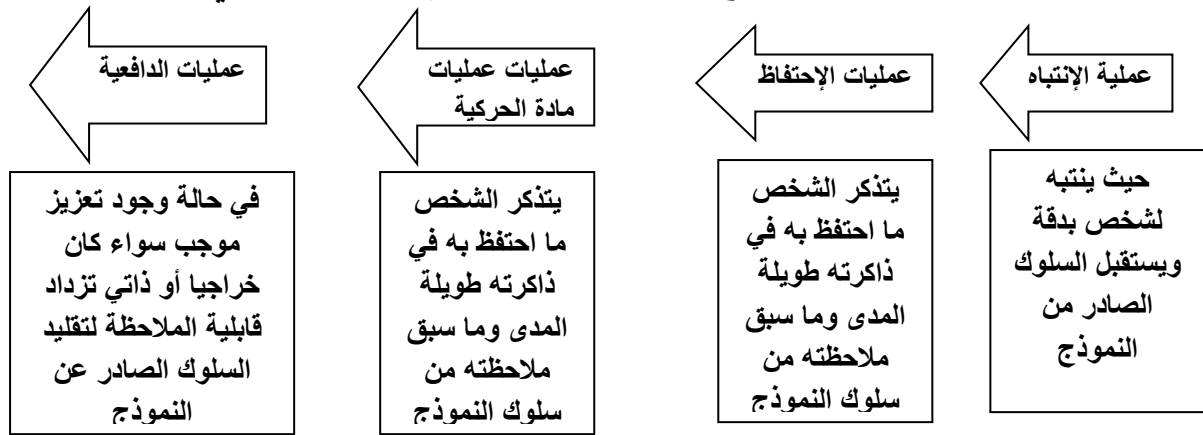 عملية الإنتباه
عمليات الإحتفاظ
عمليات عمليات
مادة الحركية
عمليات الدافعية
حيث ينتبه
لشخص بدقة
ويستقبل السلوك
الصادر من
النموذج
يتذكر الشخص
ما احتفظ به في
ذاكرته طويلة
المدى وما سبق
ملاحظته من
سلوك النموذج
يتذكر الشخص
ما احتفظ به في
ذاكرته طويلة
المدى وما سبق
ملاحظته من
سلوك النموذج
في حالة وجود تعزيز
موجب سواء كان
خراجيا أو ذاتي تزداد
قابلية الملاحظة لتقليد
السلوك الصادر عن
النموذج